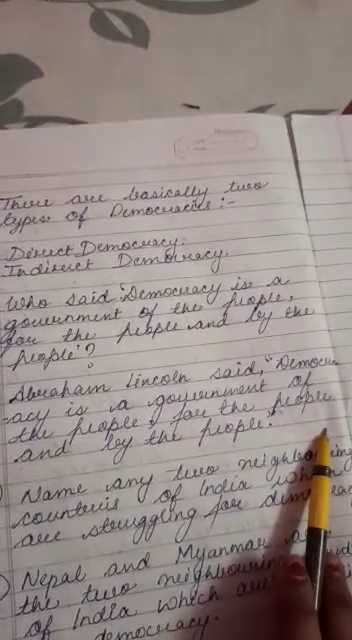 There are basically two
types of Democracies :-
Direct Democracy.
Indirect Democracy.
Who said "Democracy is a
government of the people,
for the people and by the
people"?
Abraham Lincoln said, "Democr-
acy is a government of
the people, for the people
and by the people."
Name any two neighbouring
countries of India which
are struggling for
Nepal and Myanmar are
the two neighbouring
of India which are
democracy.